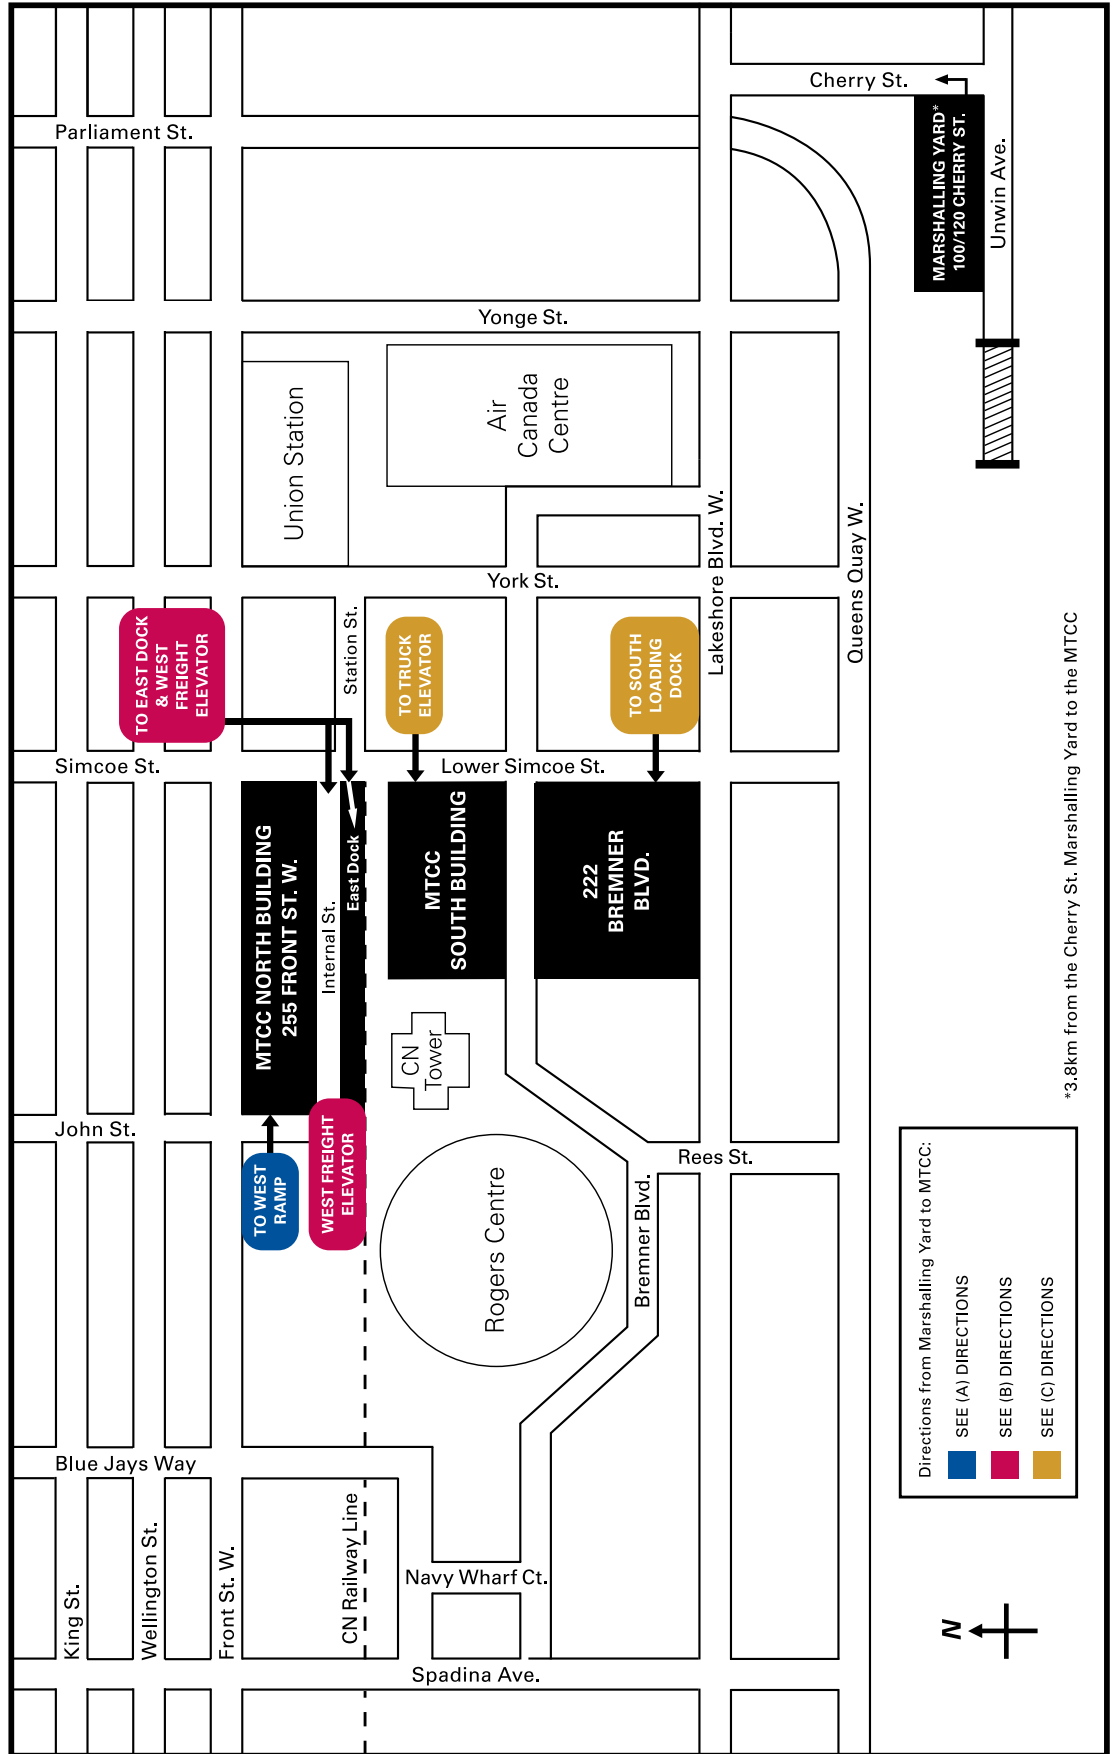 Parliament St.
Cherry St.
MARSHALLING YARD*
100/120 CHERRY ST.
Unwin Ave.
Yonge St.
Union Station
Air
Canada
Centre
York St.
Lakeshore Blvd. W.
Queens Quay W.
TO EAST DOCK
& WEST
FREIGHT
ELEVATOR
Station St.
TO TRUCK
ELEVATOR
TO SOUTH
LOADING
DOCK
Simcoe St.
Lower Simcoe St.
MTCC NORTH BUILDING
255 FRONT ST. W.
Internal St.
East Dock
MTCC
SOUTH BUILDING
222
BREMNER
BLVD.
CN
Tower
John St.
TO WEST
RAMP
WEST FREIGHT
ELEVATOR
Rogers Centre
Rees St.
Bremner Blvd.
Blue Jays Way
King St.
Wellington St.
Front St. W.
CN Railway Line
Navy Wharf Ct.
Spadina Ave.
*3.8km from the Cherry St. Marshalling Yard to the MTCC
Directions from Marshalling Yard to MTCC:
SEE (A) DIRECTIONS
SEE (B) DIRECTIONS
SEE (C) DIRECTIONS
N